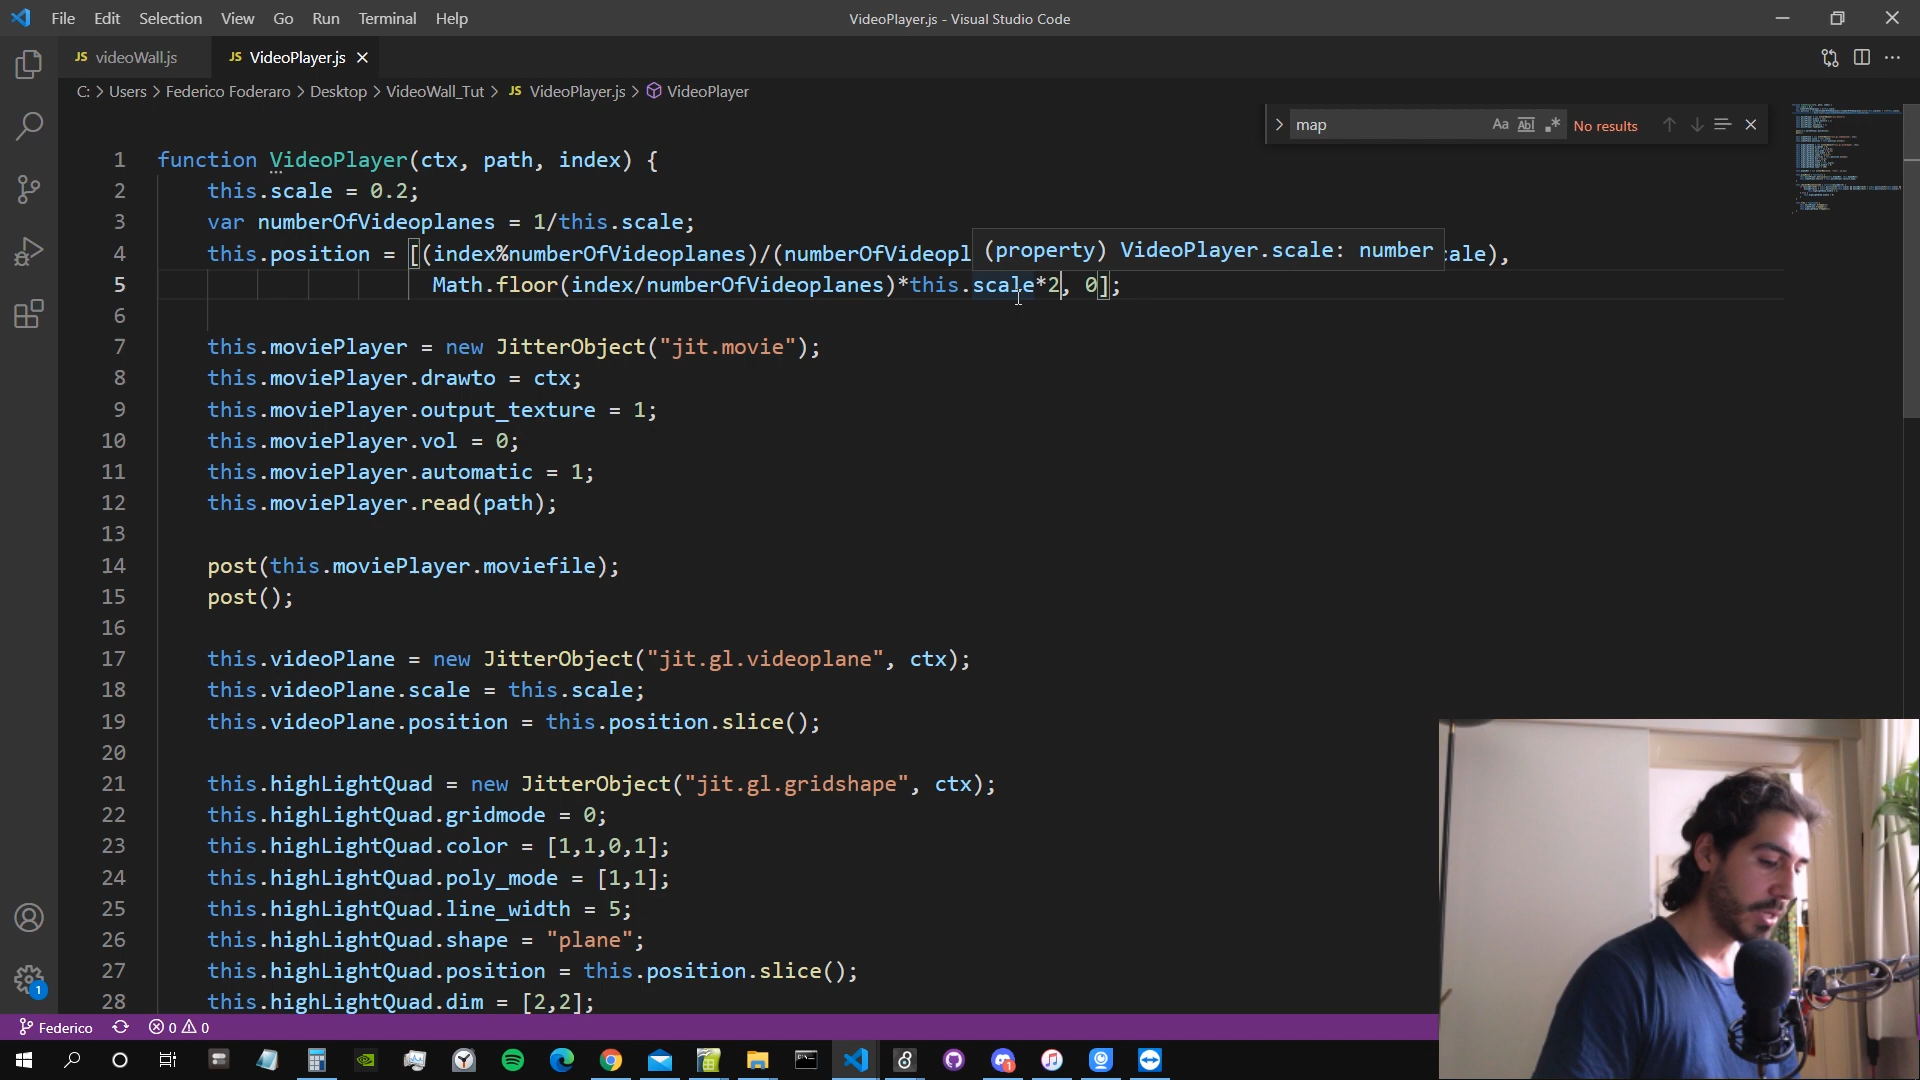 File Edit Selection View Go Run Terminal Help
VideoPlayer.js - Visual Studio Code
JS videoWall.js
JS VideoPlayer.js
C: > Users > Federico Foderaro > Desktop > VideoWall_Tut > JS VideoPlayer.js > VideoPlayer
map
Aa
Ab
No results
1 function VideoPlayer(ctx, path, index) {
2 this.scale = 0.2;
3 var numberOfVideoplanes = 1/this.scale;
4 this.position = [(index%numberOfVideoplanes)/(numberOfVideopl
(property) VideoPlayer.scale: number
cale),
5 Math.floor(index/numberOfVideoplanes)*this.scale*2, 0];
6
7 this.moviePlayer = new JitterObject("jit.movie");
8 this.moviePlayer.drawto = ctx;
9 this.moviePlayer.output_texture = 1;
10 this.moviePlayer.vol = 0;
11 this.moviePlayer.automatic = 1;
12 this.moviePlayer.read(path);
13
14 post(this.moviePlayer.moviefile);
15 post();
16
17 this.videoPlane = new JitterObject("jit.gl.videoplane", ctx);
18 this.videoPlane.scale = this.scale;
19 this.videoPlane.position = this.position.slice();
20
21 this.highLightQuad = new JitterObject("jit.gl.gridshape", ctx);
22 this.highLightQuad.gridmode = 0;
23 this.highLightQuad.color = [1,1,0,1];
24 this.highLightQuad.poly_mode = [1,1];
25 this.highLightQuad.line_width = 5;
26 this.highLightQuad.shape = "plane";
27 this.highLightQuad.position = this.position.slice();
28 this.highLightQuad.dim = [2,2];
1
Federico
0
0